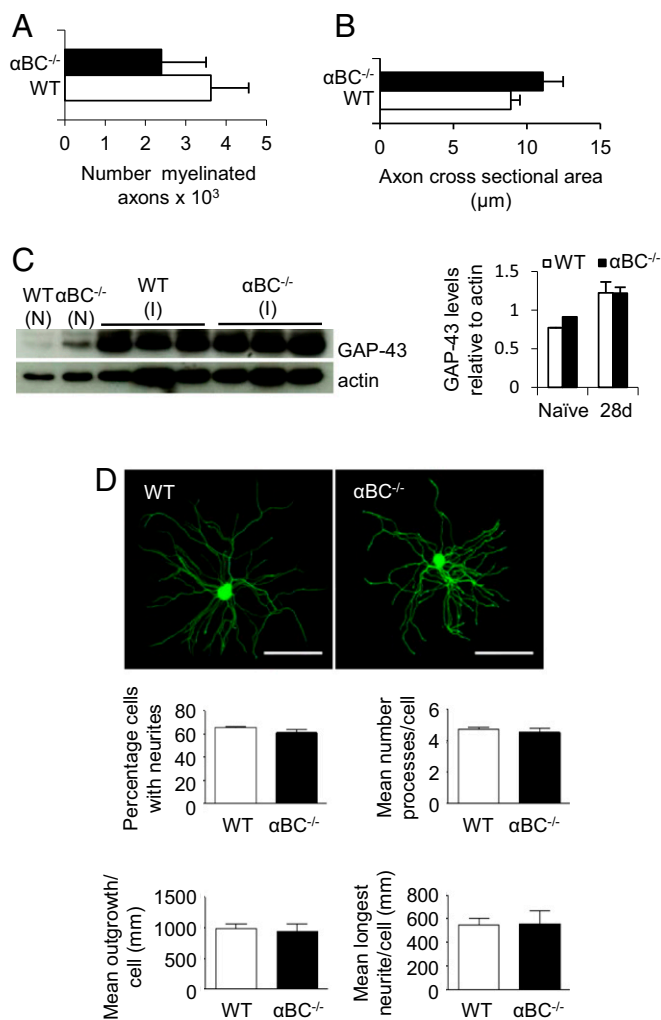 A
αBC⁻/⁻
WT
0 1 2 3 4 5
Number myelinated
axons x 10³
B
αBC⁻/⁻
WT
0 5 10 15
Axon cross sectional area
(µm)
C
WT αBC⁻/⁻ WT αBC⁻/⁻
(N) (N) (I) (I)
GAP-43
actin
WT αBC⁻/⁻
GAP-43 levels
relative to actin
1.5
1
0.5
0
Naïve 28d
D
WT
αBC⁻/⁻
Percentage cells
with neurites
80
60
40
20
0
WT αBC⁻/⁻
Mean number
processes/cell
6
4
2
0
WT αBC⁻/⁻
Mean outgrowth/
cell (mm)
1500
1000
500
0
WT αBC⁻/⁻
Mean longest
neurite/cell (mm)
800
600
400
200
0
WT αBC⁻/⁻